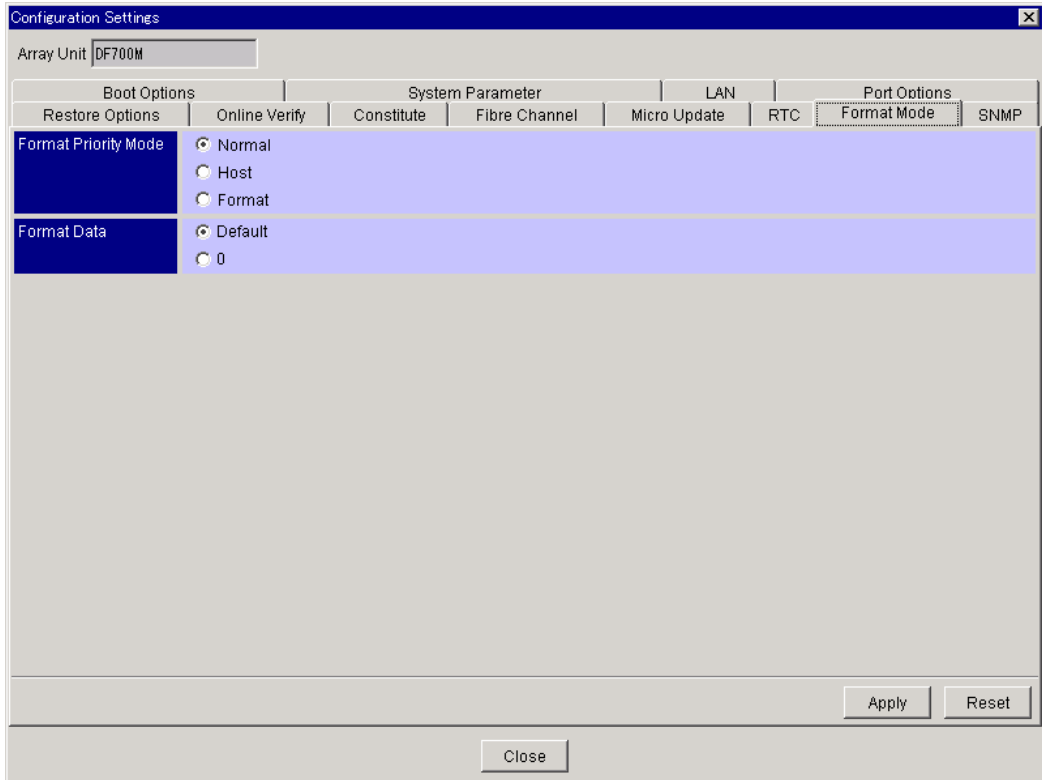 Configuration Settings
Array Unit DF700M
Boot Options System Parameter LAN Port Options
Restore Options Online Verify Constitute Fibre Channel Micro Update RTC Format Mode SNMP
Format Priority Mode Normal
Host
Format
Format Data Default
0
Apply Reset
Close